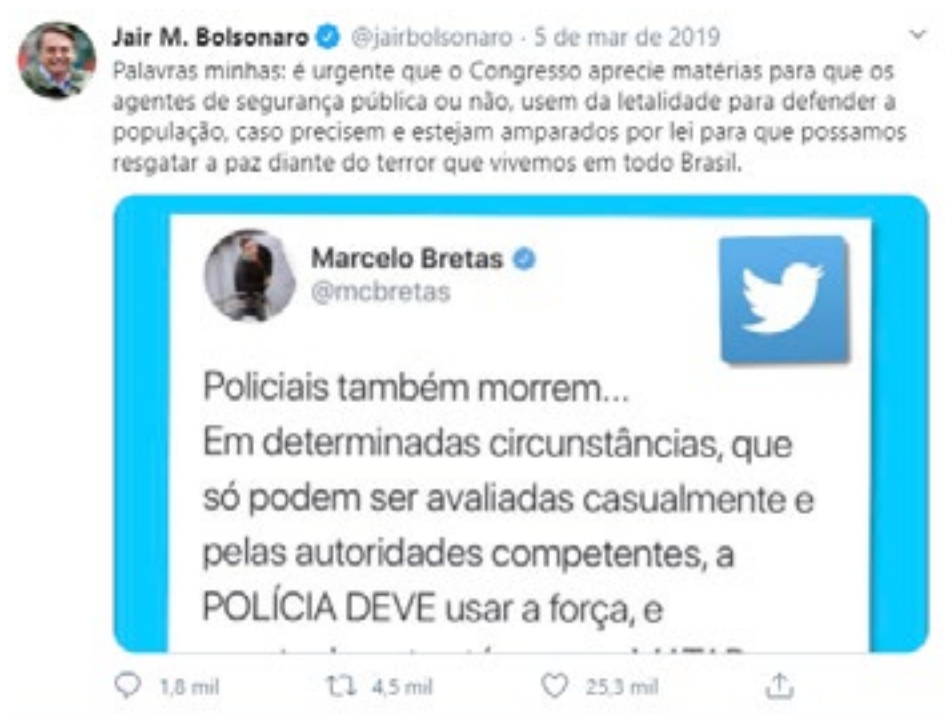 Jair M. Bolsonaro @jairbolsonaro · 5 de mar de 2019
Palavras minhas: é urgente que o Congresso aprecie matérias para que os
agentes de segurança pública ou não, usem da letalidade para defender a
população, caso precisem e estejam amparados por lei para que possamos
resgatar a paz diante do terror que vivemos em todo Brasil.
Marcelo Bretas
@mcbretas
Policiais também morrem...
Em determinadas circunstâncias, que
só podem ser avaliadas casualmente e
pelas autoridades competentes, a
POLÍCIA DEVE usar a força, e
1,8 mil 4,5 mil 25,3 mil